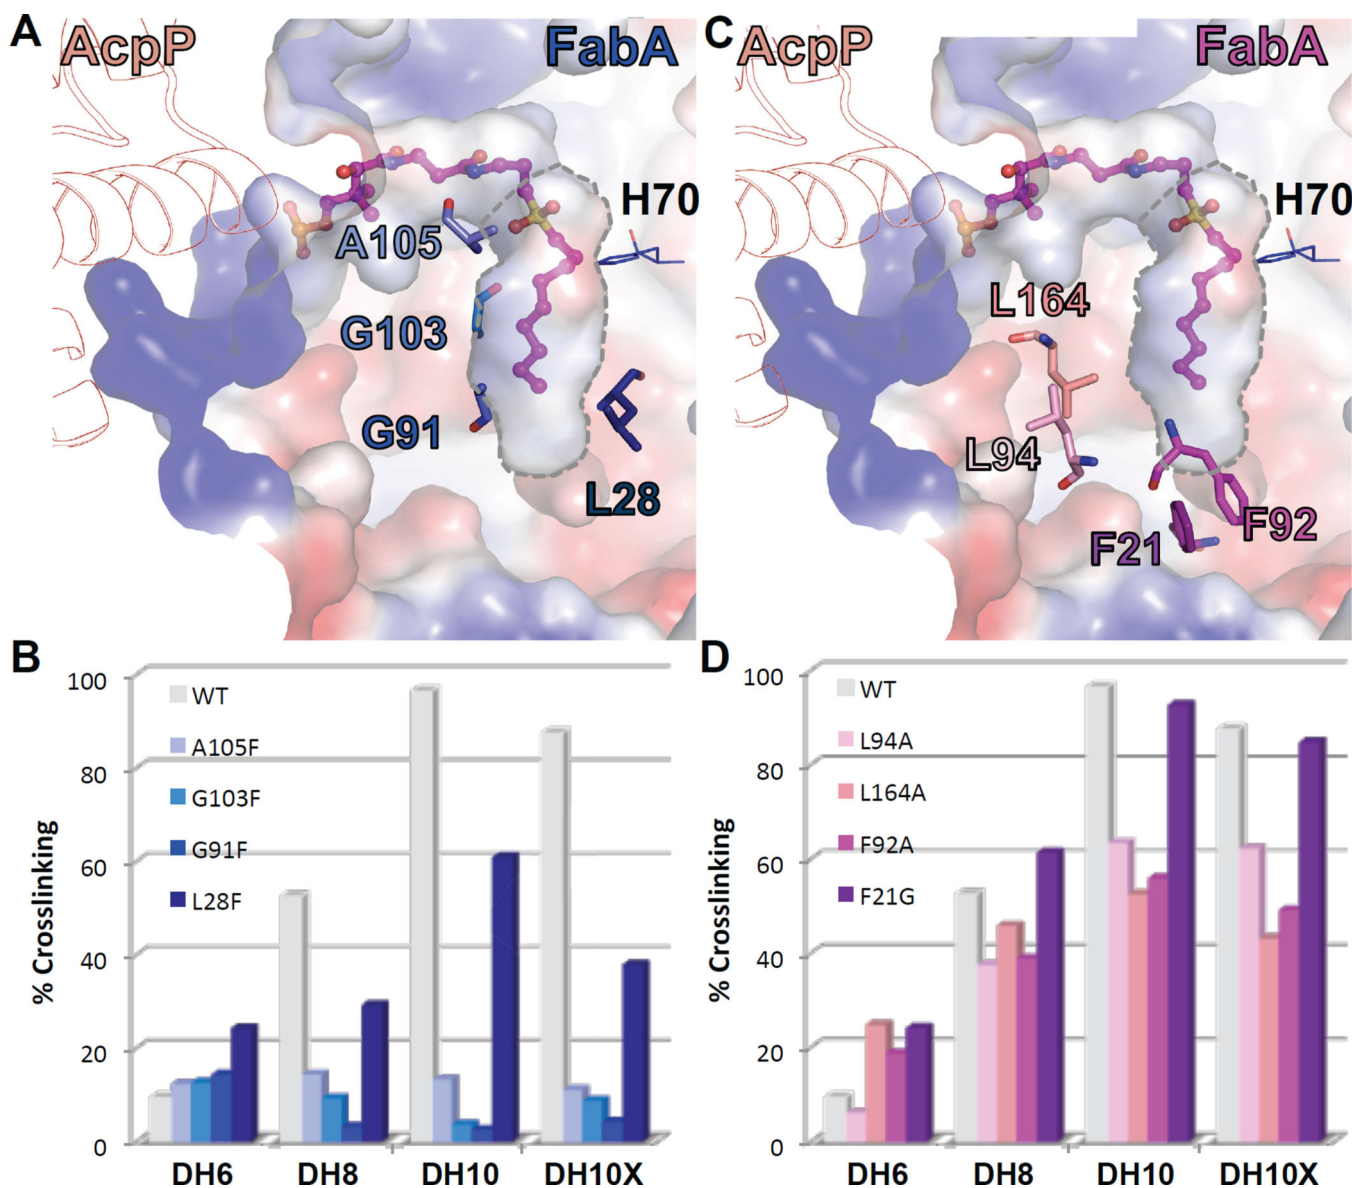 A
AcpP
FabA
H70
A105
G103
G91
L28
C
AcpP
FabA
H70
L164
L94
F21
F92
B
% Crosslinking
100
80
60
40
20
0
WT
A105F
G103F
G91F
L28F
DH6
DH8
DH10
DH10X
D
% Crosslinking
100
80
60
40
20
0
WT
L94A
L164A
F92A
F21G
DH6
DH8
DH10
DH10X